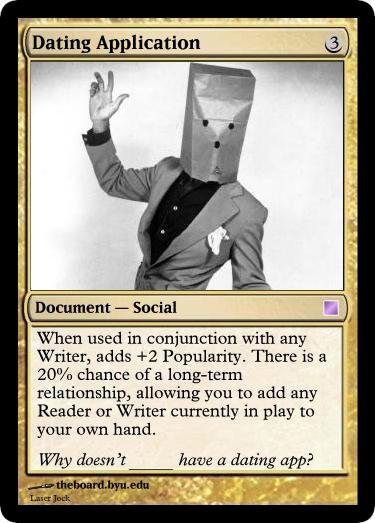 Dating Application 3
Document — Social
When used in conjunction with any
Writer, adds +2 Popularity. There is a
20% chance of a long-term
relationship, allowing you to add any
Reader or Writer currently in play to
your own hand.
Why doesn't _____ have a dating app?
theboard.byu.edu
Laser Jock